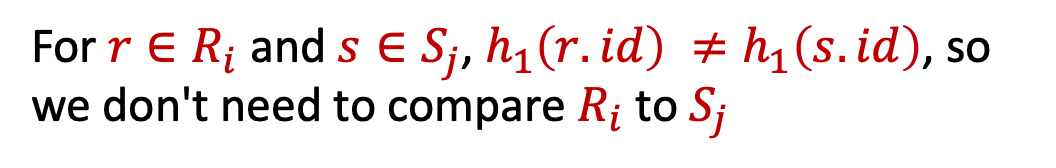 For r ∈ Rᵢ and s ∈ Sⱼ, h₁(r.id) ≠ h₁(s.id), so
we don't need to compare Rᵢ to Sⱼ